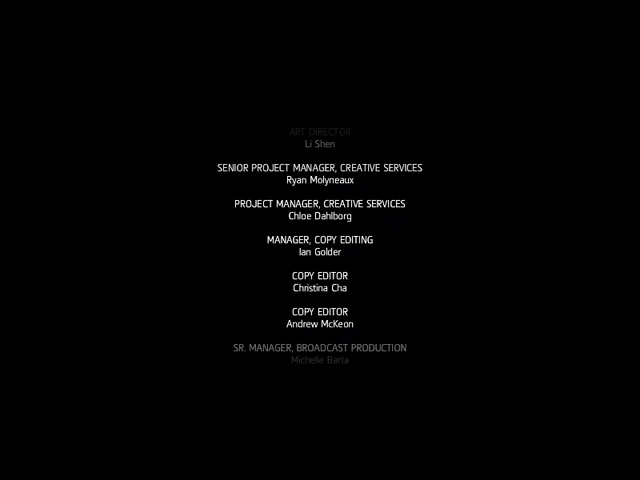 ART DIRECTOR
Li Shen
SENIOR PROJECT MANAGER, CREATIVE SERVICES
Ryan Molyneaux
PROJECT MANAGER, CREATIVE SERVICES
Chloe Dahlborg
MANAGER, COPY EDITING
Ian Golder
COPY EDITOR
Christina Cha
COPY EDITOR
Andrew McKeon
SR. MANAGER, BROADCAST PRODUCTION
Michelle Barta